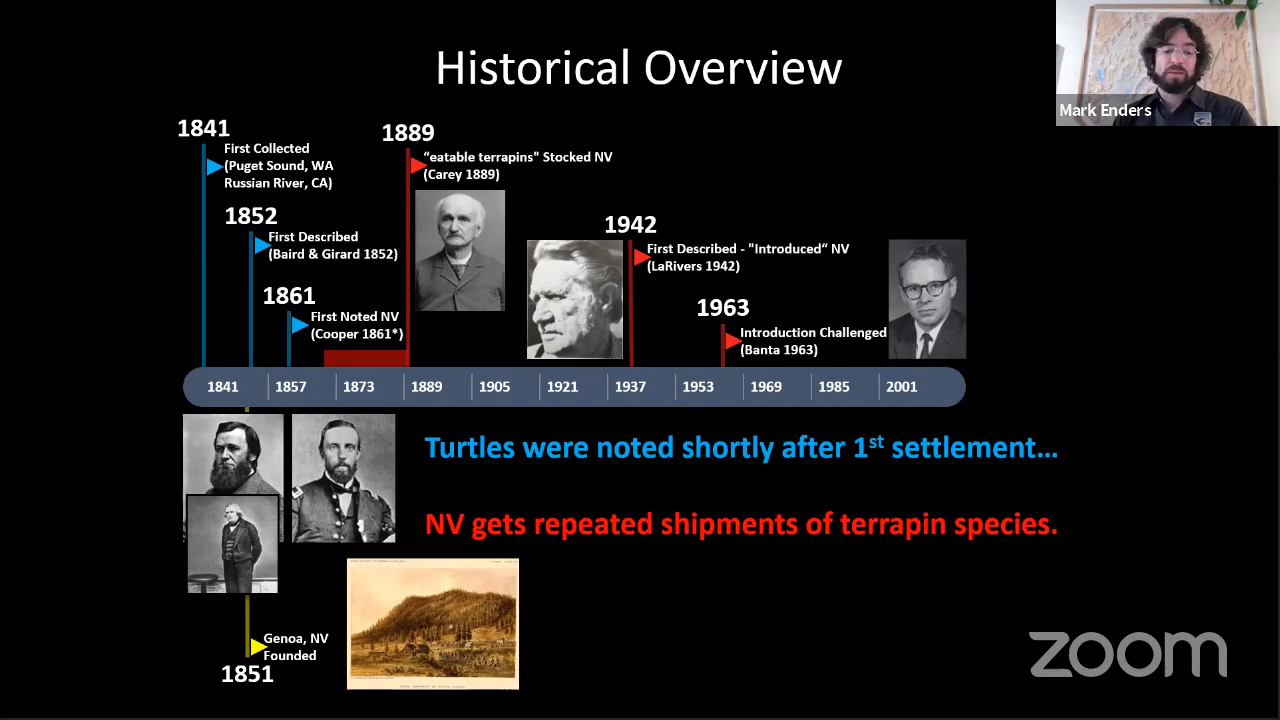 Historical Overview
Mark Enders
1841
First Collected
(Puget Sound, WA
Russian River, CA)
1852
First Described
(Baird & Girard 1852)
1861
First Noted NV
(Cooper 1861*)
1889
“eatable terrapins" Stocked NV
(Carey 1889)
1942
First Described - "Introduced“ NV
(LaRivers 1942)
1963
Introduction Challenged
(Banta 1963)
1841 1857 1873 1889 1905 1921 1937 1953 1969 1985 2001
Turtles were noted shortly after 1st settlement…
NV gets repeated shipments of terrapin species.
Genoa, NV
Founded
1851
zoom